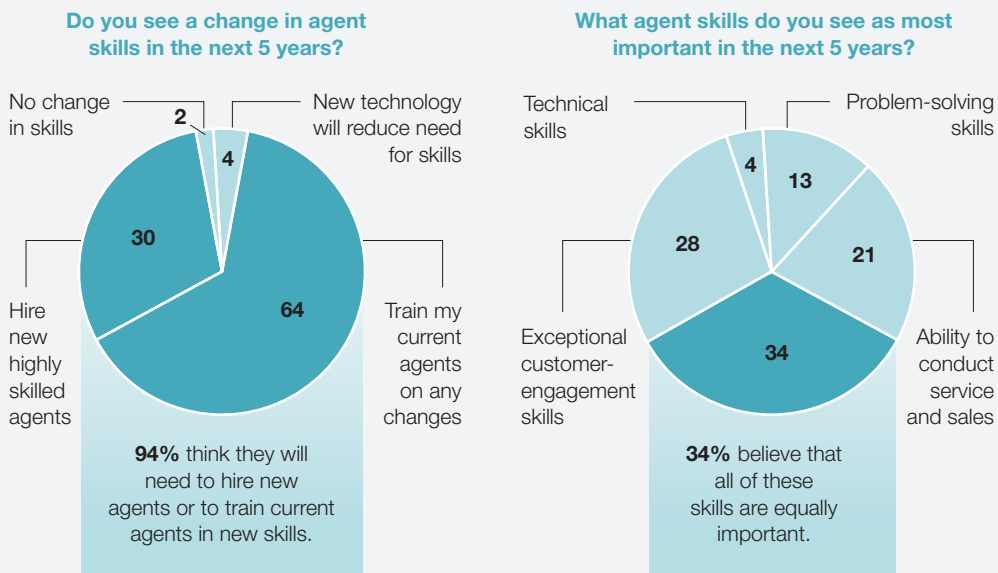 Do you see a change in agent
skills in the next 5 years?
No change
in skills
2
4
New technology
will reduce need
for skills
30
64
Hire
new
highly
skilled
agents
Train my
current
agents
on any
changes
94% think they will
need to hire new
agents or to train current
agents in new skills.
What agent skills do you see as most
important in the next 5 years?
Technical
skills
4
13
Problem-solving
skills
28
21
34
Exceptional
customer-
engagement
skills
Ability to
conduct
service
and sales
34% believe that
all of these
skills are equally
important.